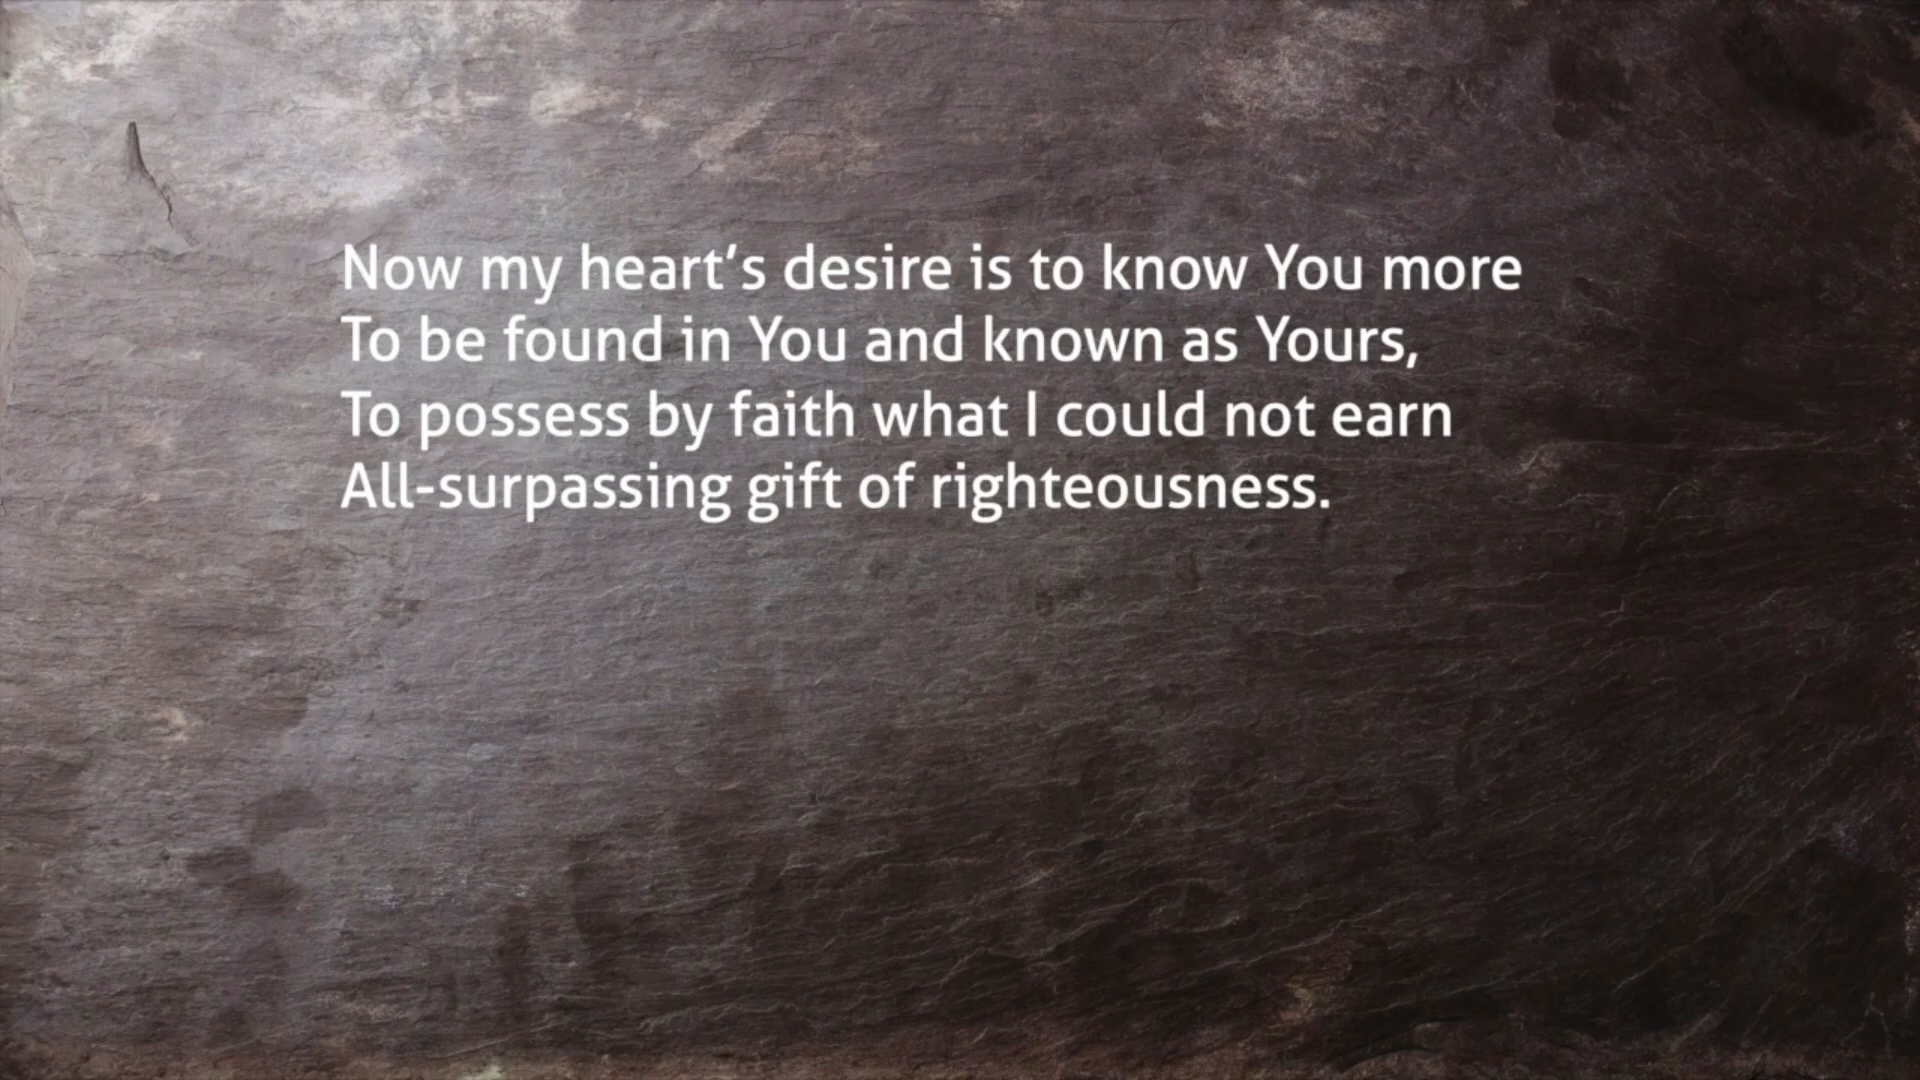 Now my heart’s desire is to know You more
To be found in You and known as Yours,
To possess by faith what I could not earn
All-surpassing gift of righteousness.